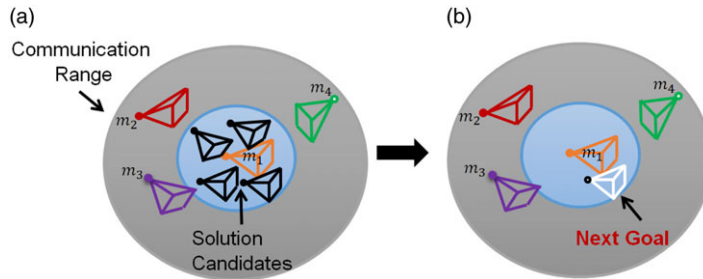 (a)
Communication
Range
m₂
m₄
m₁
m₃
Solution
Candidates
(b)
m₄
m₂
m₁
m₃
Next Goal